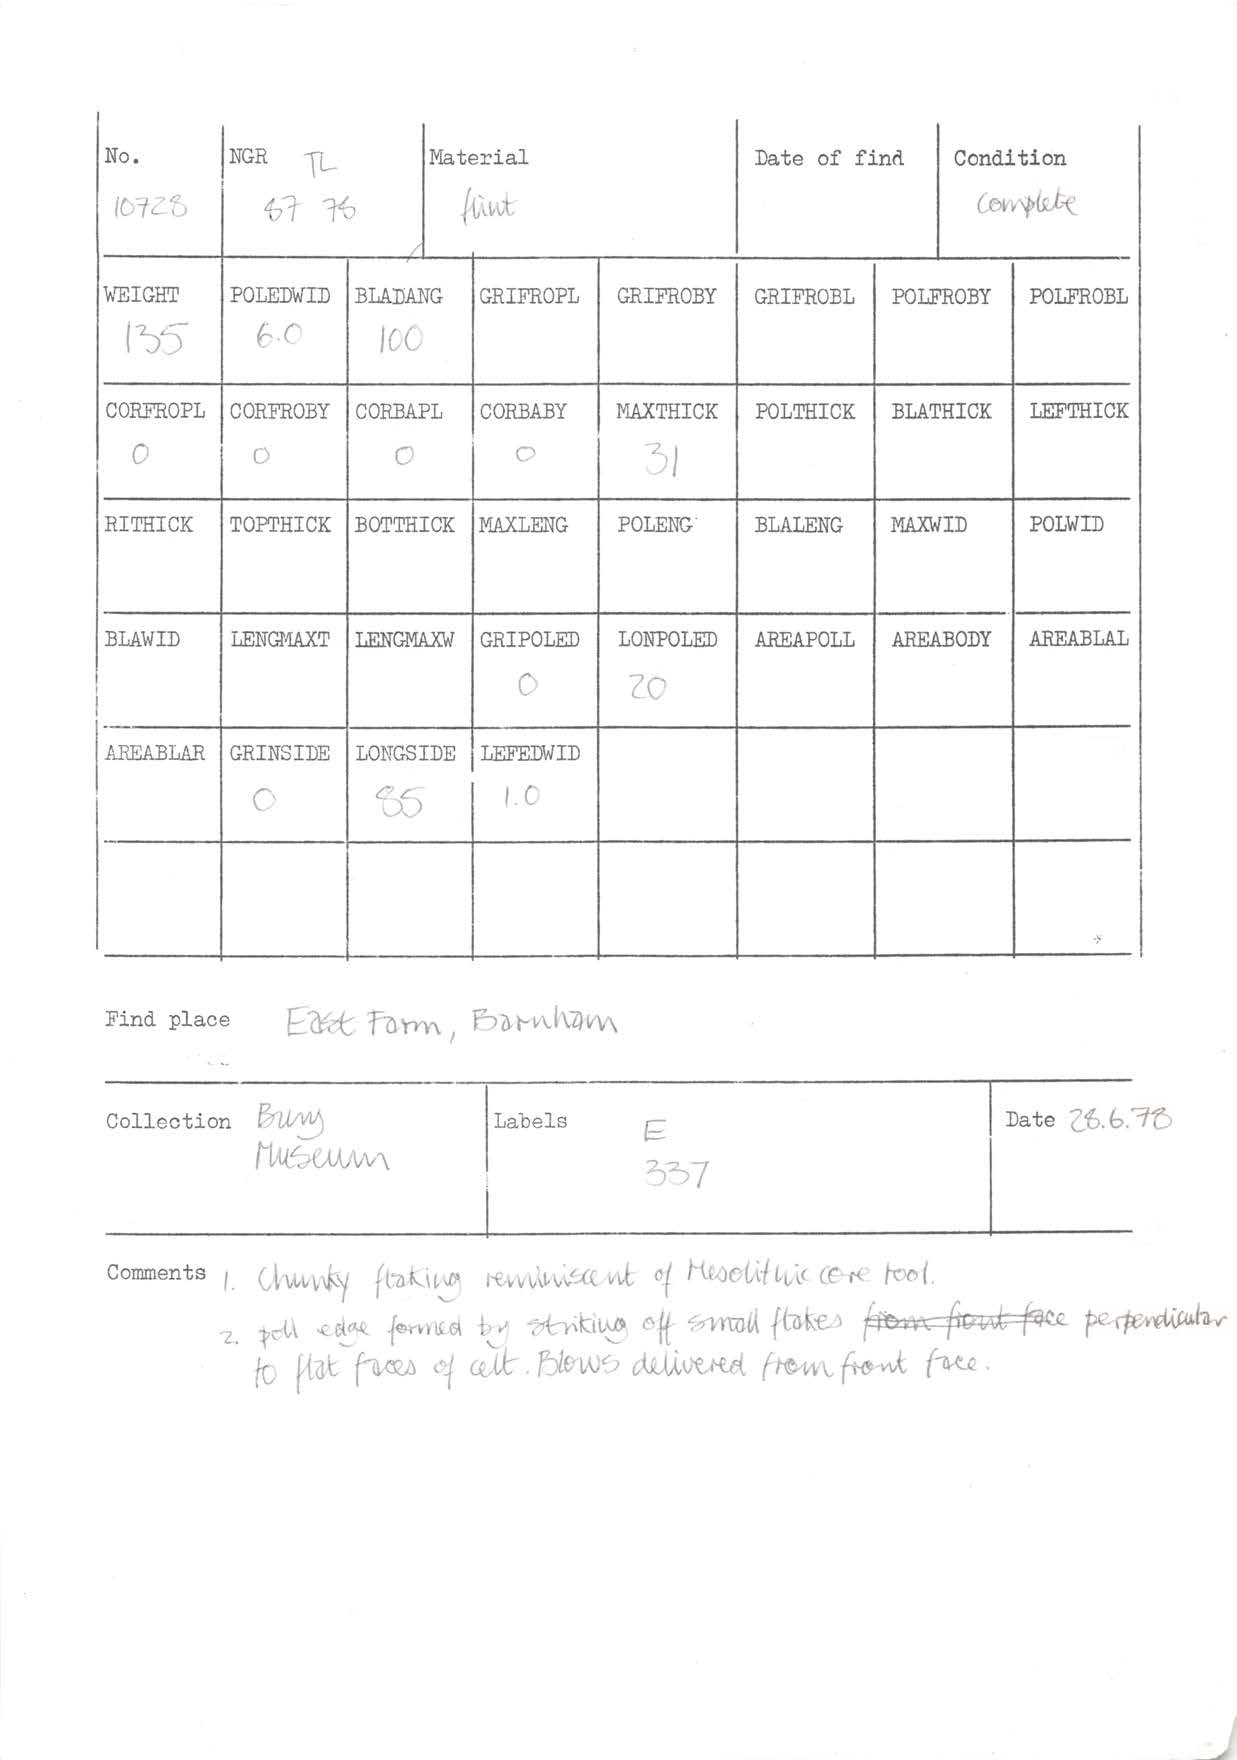 No. NGR TL Material Date of find Condition
10728 87 78 flint complete
WEIGHT POLEDWID BLADANG GRIFROPL GRIFROBY GRIFROBL POLFROBY POLFROBL
135 6.0 100
CORFROPL CORFROBY CORBAPL CORBABY MAXTHICK POLTHICK BLATHICK LEFTHICK
0 0 0 0 31
RITHICK TOPTHICK BOTTHICK MAXLENG POLENG BLALENG MAXWID POLWID
BLAWID LENGMAXT LENGMAXW GRIPOLED LONPOLED AREAPOLL AREABODY AREABLAL
0 20
AREABLAR GRINSIDE LONGSIDE LEFEDWID
0 85 1.0
Find place East Farm, Barnham
Collection Bury Labels E Date 28.6.78
Museum 337
Comments 1. Chunky flaking reminiscent of Mesolithic core tool.
2. poll edge formed by striking off small flakes from front face perpendicular
to flat faces of celt. Blows delivered from front face.